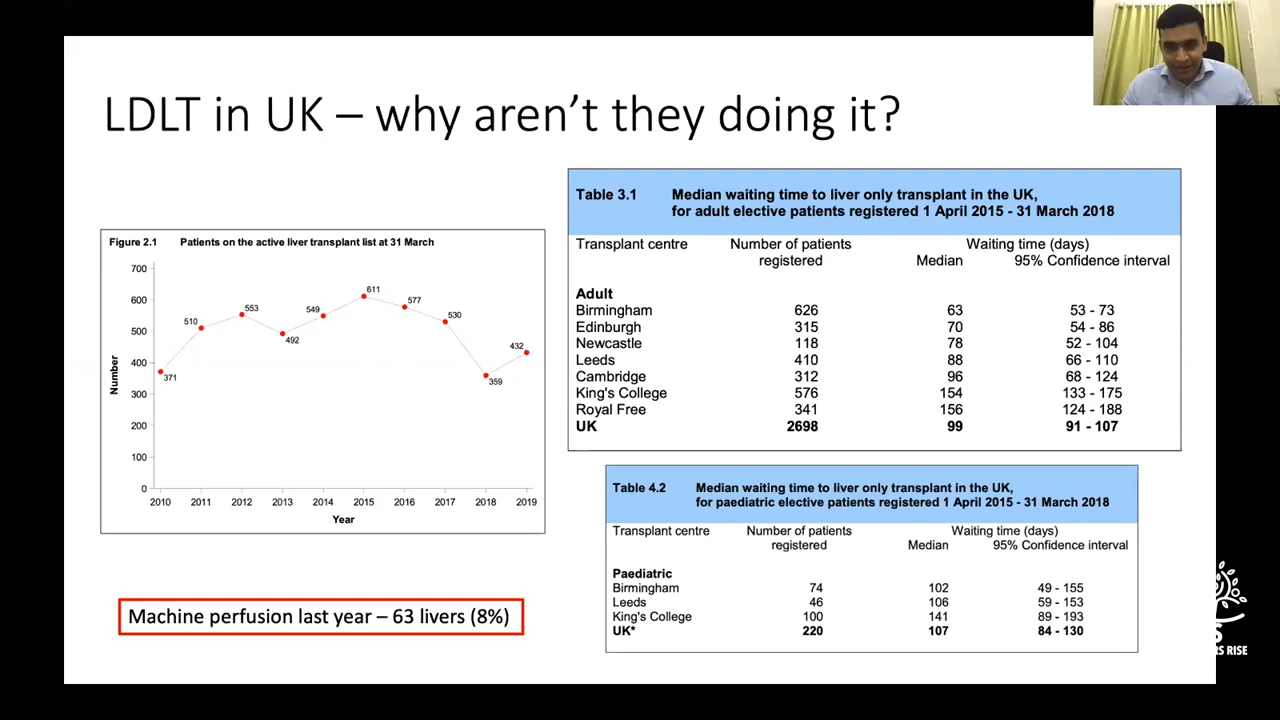 LDLT in UK – why aren't they doing it?
Figure 2.1 Patients on the active liver transplant list at 31 March
Number
700
600
500
400
300
200
100
0
371
510
553
492
549
611
577
530
359
432
2010 2011 2012 2013 2014 2015 2016 2017 2018 2019
Year
Machine perfusion last year – 63 livers (8%)
Table 3.1 Median waiting time to liver only transplant in the UK,
for adult elective patients registered 1 April 2015 - 31 March 2018
Transplant centre Number of patients Waiting time (days)
registered Median 95% Confidence interval
Adult
Birmingham 626 63 53 - 73
Edinburgh 315 70 54 - 86
Newcastle 118 78 52 - 104
Leeds 410 88 66 - 110
Cambridge 312 96 68 - 124
King's College 576 154 133 - 175
Royal Free 341 156 124 - 188
UK 2698 99 91 - 107
Table 4.2 Median waiting time to liver only transplant in the UK,
for paediatric elective patients registered 1 April 2015 - 31 March 2018
Transplant centre Number of patients Waiting time (days)
registered Median 95% Confidence interval
Paediatric
Birmingham 74 102 49 - 155
Leeds 46 106 59 - 153
King's College 100 141 89 - 193
UK* 220 107 84 - 130
RISE